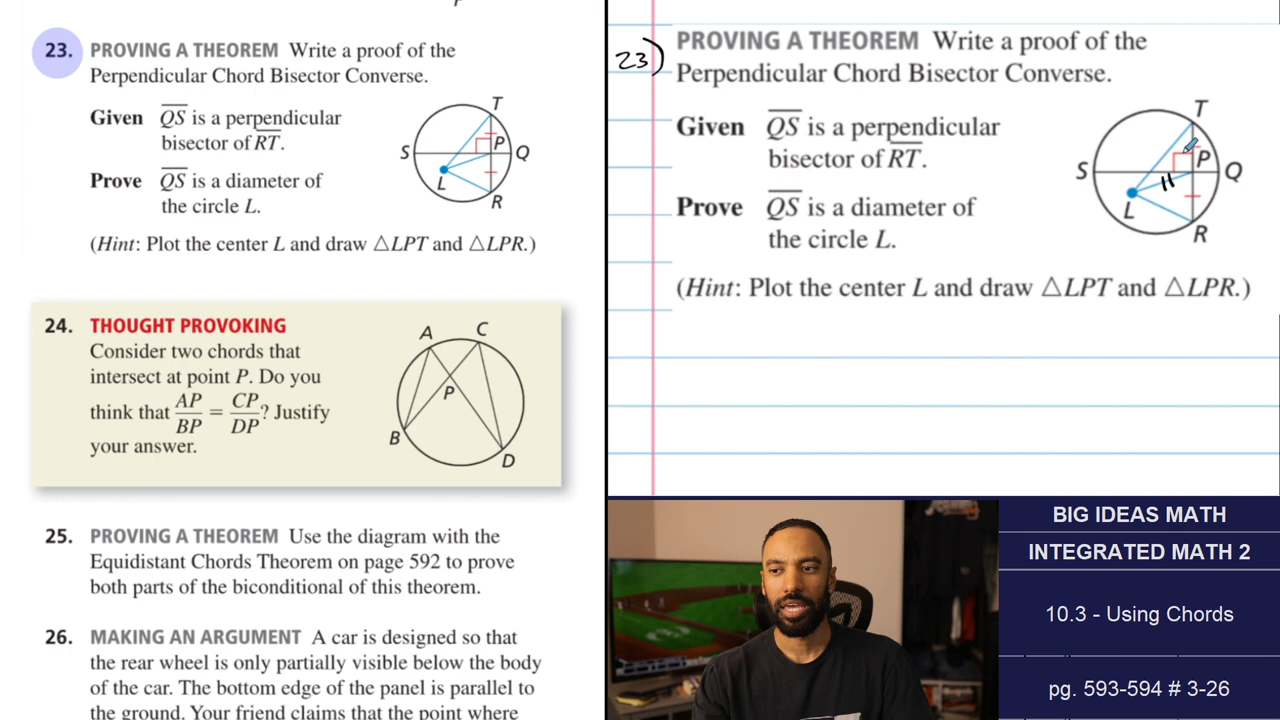 23. PROVING A THEOREM Write a proof of the
Perpendicular Chord Bisector Converse.
Given QS is a perpendicular
bisector of RT.
Prove QS is a diameter of
the circle L.
(Hint: Plot the center L and draw △LPT and △LPR.)
T
S
P
Q
L
R
24. THOUGHT PROVOKING
Consider two chords that
intersect at point P. Do you
think that AP/BP = CP/DP? Justify
your answer.
A
C
P
B
D
25. PROVING A THEOREM Use the diagram with the
Equidistant Chords Theorem on page 592 to prove
both parts of the biconditional of this theorem.
26. MAKING AN ARGUMENT A car is designed so that
the rear wheel is only partially visible below the body
of the car. The bottom edge of the panel is parallel to
the ground. Your friend claims that the point where
23)
PROVING A THEOREM Write a proof of the
Perpendicular Chord Bisector Converse.
Given QS is a perpendicular
bisector of RT.
Prove QS is a diameter of
the circle L.
(Hint: Plot the center L and draw △LPT and △LPR.)
T
S
P
Q
L
R
BIG IDEAS MATH
INTEGRATED MATH 2
10.3 - Using Chords
pg. 593-594 # 3-26